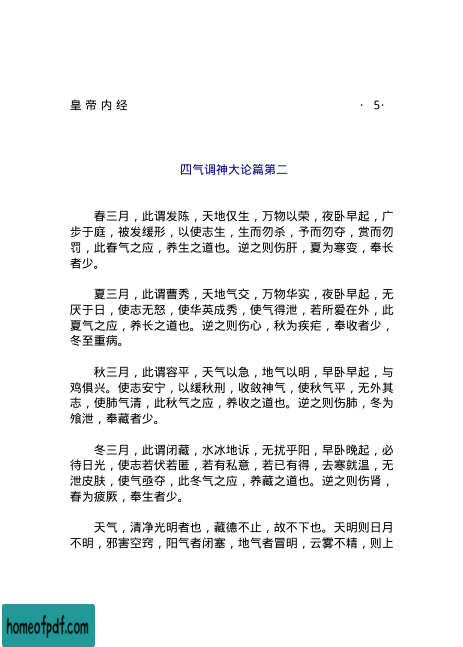 皇帝内经
· 5·
四气调神大论篇第二
春三月，此谓发陈，天地仅生，万物以荣，夜卧早起，广
步于庭，被发缓形，以使志生，生而勿杀，予而勿夺，赏而勿
罚，此春气之应，养生之道也。逆之则伤肝，夏为寒变，奉长
者少。
夏三月，此谓曹秀，天地气交，万物华实，夜卧早起，无
厌于日，使志无怒，使华英成秀，使气得泄，若所爱在外，此
夏气之应，养长之道也。逆之则伤心，秋为疾疟，奉收者少，
冬至重病。
秋三月，此谓容平，天气以急，地气以明，早卧早起，与
鸡俱兴。使志安宁，以缓秋刑，收敛神气，使秋气平，无外其
志，使肺气清，此秋气之应，养收之道也。逆之则伤肺，冬为
飧泄，奉藏者少。
冬三月，此谓闭藏，水冰地诉，无扰乎阳，早卧晚起，必
待日光，使志若伏若匿，若有私意，若已有得，去寒就温，无
泄皮肤，使气亟夺，此冬气之应，养藏之道也。逆之则伤肾，
春为疲厥，奉生者少。
天气，清净光明者也，藏德不止，故不下也。天明则日月
不明，邪害空窍，阳气者闭塞，地气者冒明，云雾不精，则上
homeofpdf.com